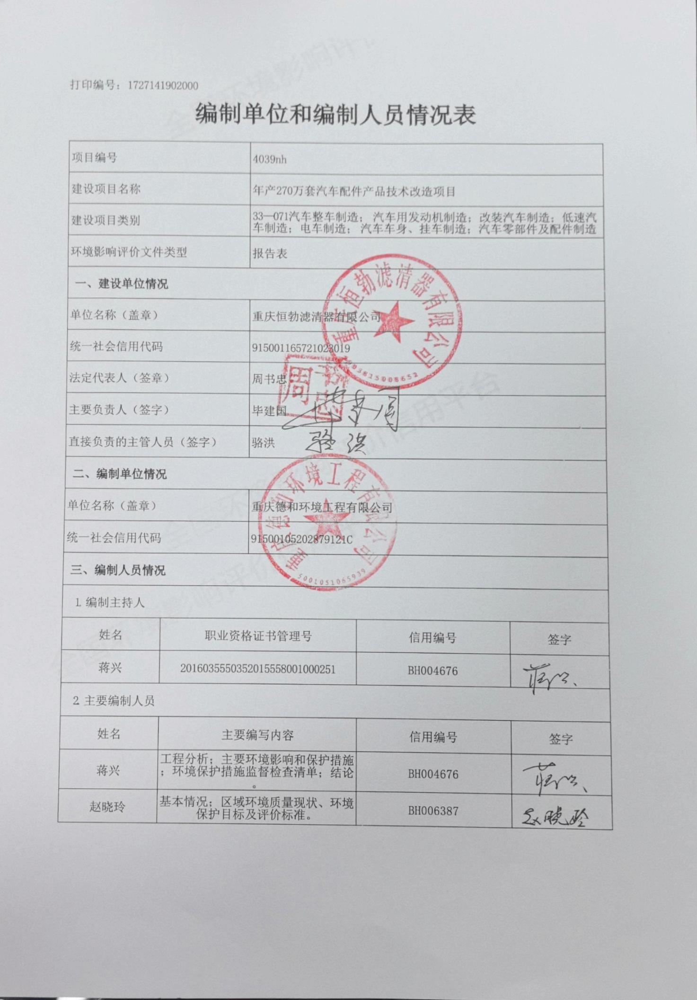 打印编号：1727141902000
编制单位和编制人员情况表
项目编号 4039nh
建设项目名称 年产270万套汽车配件产品技术改造项目
建设项目类别 33—071汽车整车制造；汽车用发动机制造；改装汽车制造；低速汽
车制造；电车制造；汽车车身、挂车制造；汽车零部件及配件制造
环境影响评价文件类型 报告表
一、建设单位情况
单位名称（盖章） 重庆恒勃滤清器有限公司
重庆恒勃滤清器有限公司
统一社会信用代码 915001165721023019
法定代表人（签章） 周书忠
周书忠
主要负责人（签字） 毕建国 毕建国
直接负责的主管人员（签字） 骆洪 骆洪
二、编制单位情况
单位名称（盖章） 重庆德和环境工程有限公司
重庆德和环境工程有限公司
5001051065939
统一社会信用代码 91500105202879121C
三、编制人员情况
1.编制主持人
姓名 职业资格证书管理号 信用编号 签字
蒋兴 2016035550352015558001000251 BH004676
2.主要编制人员
姓名 主要编写内容 信用编号 签字
蒋兴 工程分析；主要环境影响和保护措施
；环境保护措施监督检查清单；结论
。 BH004676
赵晓玲 基本情况；区域环境质量现状、环境
保护目标及评价标准。 BH006387 赵晓玲